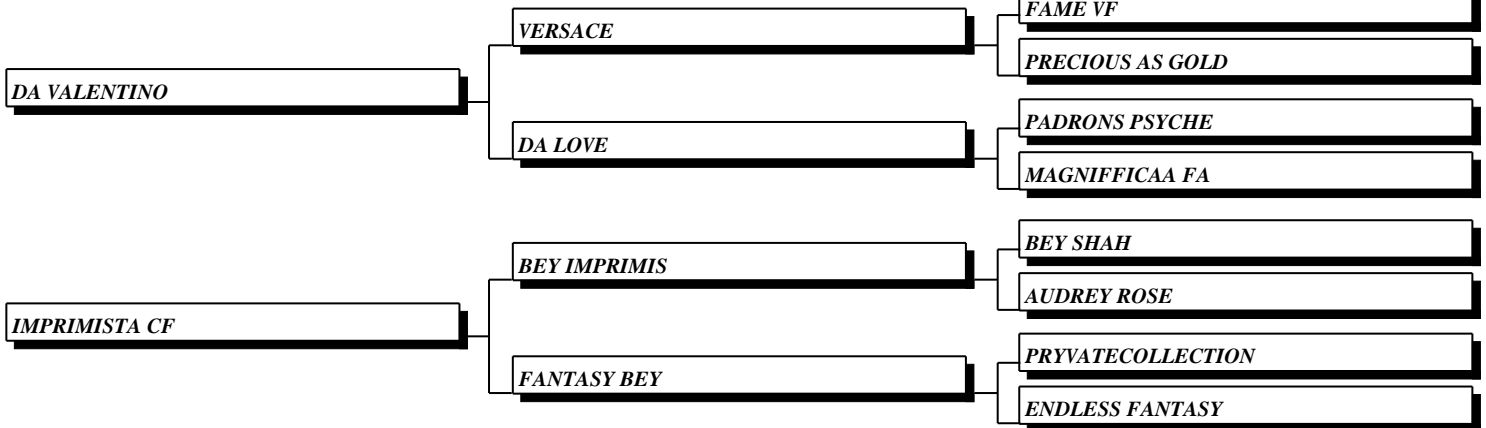 FAME VF
VERSACE
PRECIOUS AS GOLD
DA VALENTINO
PADRONS PSYCHE
DA LOVE
MAGNIFFICAA FA
BEY SHAH
BEY IMPRIMIS
AUDREY ROSE
IMPRIMISTA CF
PRYVATECOLLECTION
FANTASY BEY
ENDLESS FANTASY